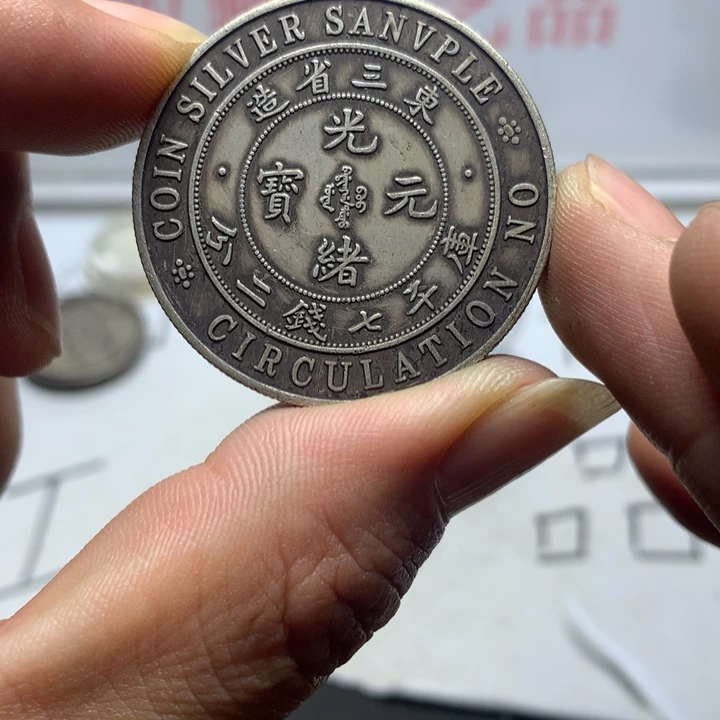 COIN SILVER SANVPLE
CIRCULATION NO
東三省造
庫平七錢二分
光緒元寶
品